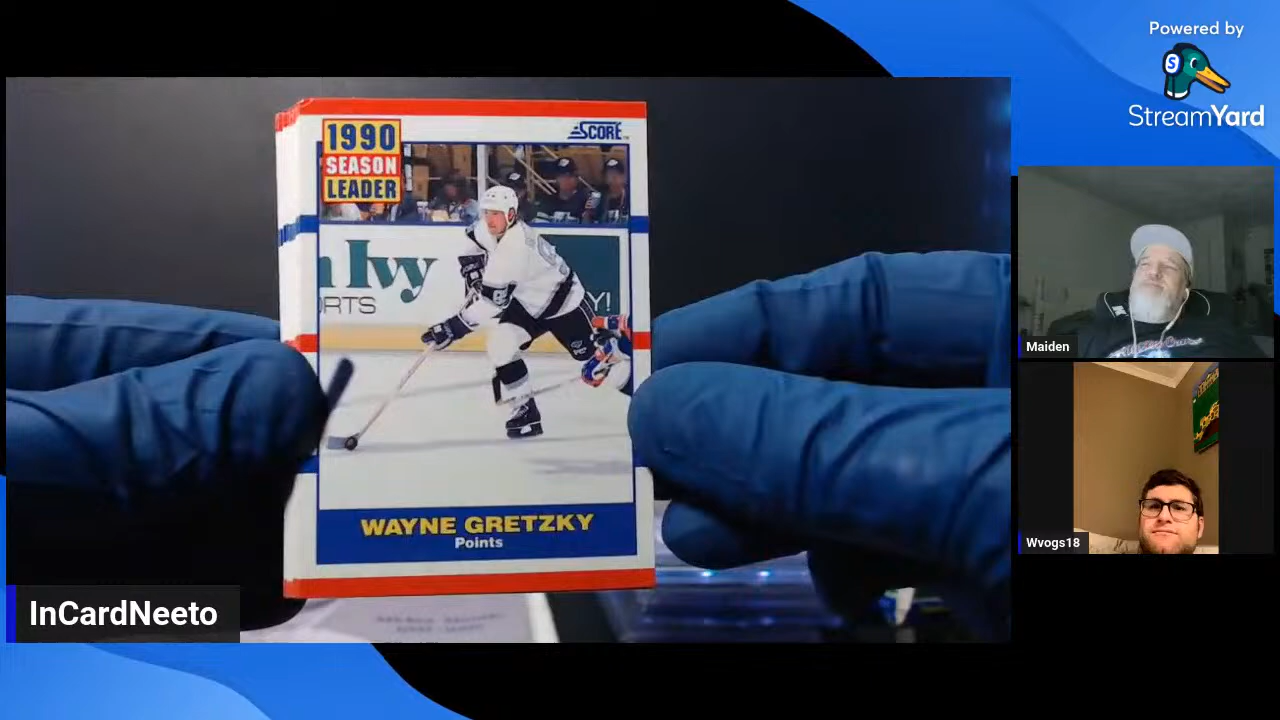 Powered by
StreamYard
1990
SEASON
LEADER
SCORE
Ivy
RTS
Y!
WAYNE GRETZKY
Points
Maiden
Wvogs18
InCardNeeto